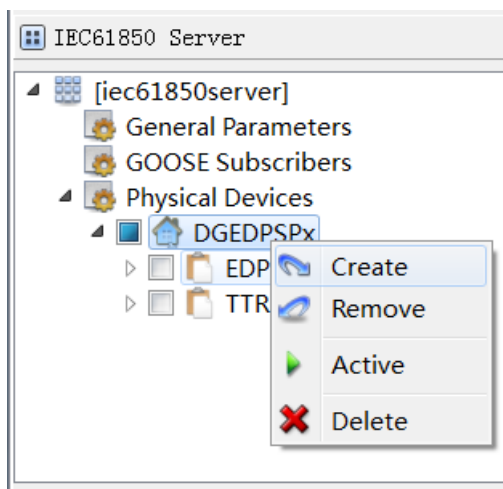 IEC61850 Server
[iec61850server]
General Parameters
GOOSE Subscribers
Physical Devices
DGEDPSPx
EDP
Create
TTR
Remove
Active
Delete